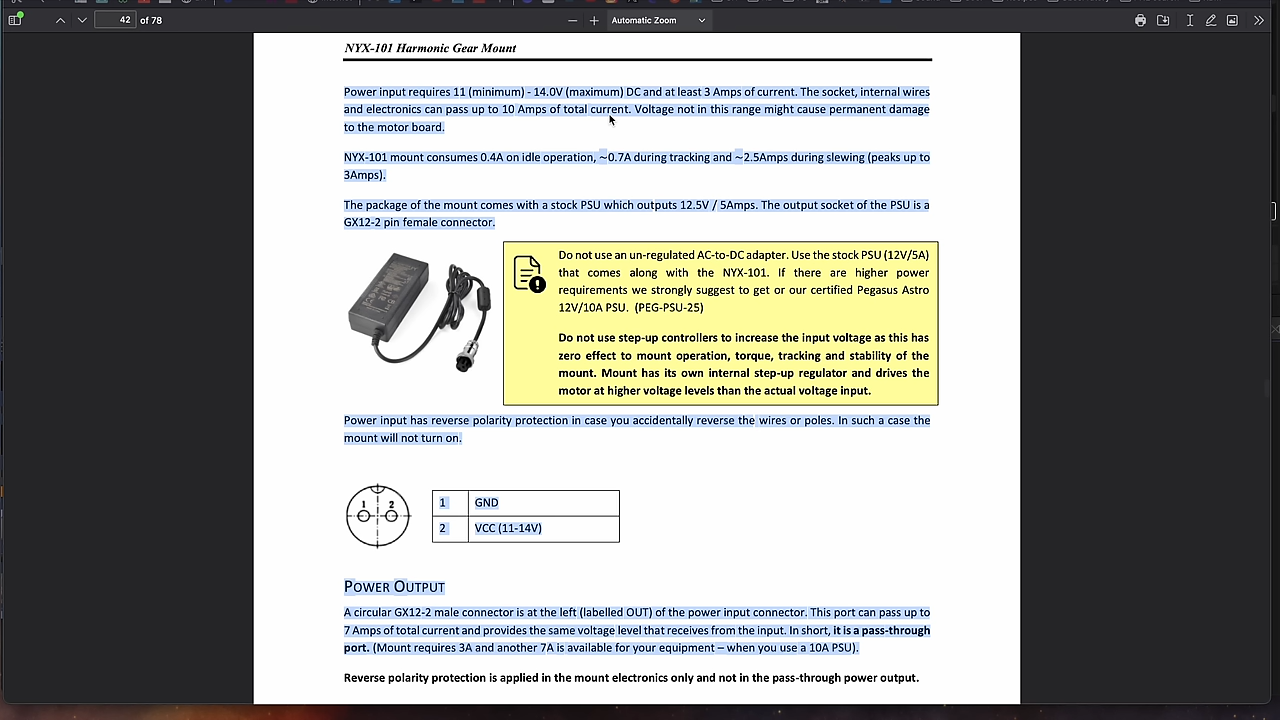 42 of 78
Automatic Zoom
NYX-101 Harmonic Gear Mount
Power input requires 11 (minimum) - 14.0V (maximum) DC and at least 3 Amps of current. The socket, internal wires
and electronics can pass up to 10 Amps of total current. Voltage not in this range might cause permanent damage
to the motor board.
NYX-101 mount consumes 0.4A on idle operation, ~0.7A during tracking and ~2.5Amps during slewing (peaks up to
3Amps).
The package of the mount comes with a stock PSU which outputs 12.5V / 5Amps. The output socket of the PSU is a
GX12-2 pin female connector.
Do not use an un-regulated AC-to-DC adapter. Use the stock PSU (12V/5A)
that comes along with the NYX-101. If there are higher power
requirements we strongly suggest to get or our certified Pegasus Astro
12V/10A PSU. (PEG-PSU-25)
Do not use step-up controllers to increase the input voltage as this has
zero effect to mount operation, torque, tracking and stability of the
mount. Mount has its own internal step-up regulator and drives the
motor at higher voltage levels than the actual voltage input.
Power input has reverse polarity protection in case you accidentally reverse the wires or poles. In such a case the
mount will not turn on.
1 2
1 GND
2 VCC (11-14V)
POWER OUTPUT
A circular GX12-2 male connector is at the left (labelled OUT) of the power input connector. This port can pass up to
7 Amps of total current and provides the same voltage level that receives from the input. In short, it is a pass-through
port. (Mount requires 3A and another 7A is available for your equipment – when you use a 10A PSU).
Reverse polarity protection is applied in the mount electronics only and not in the pass-through power output.